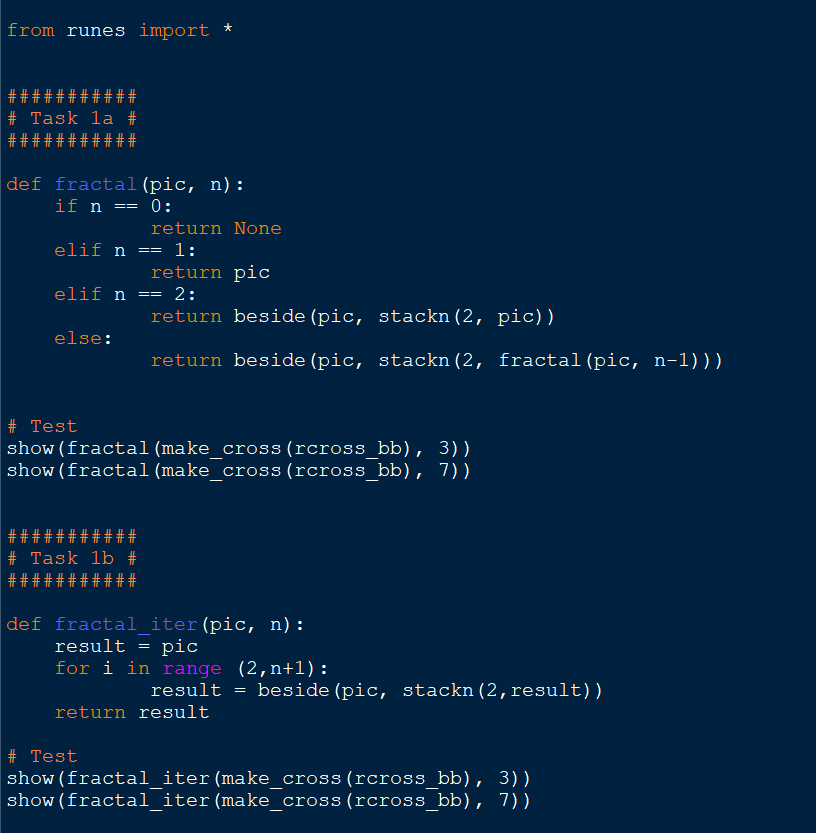 from runes import *
###########
# Task 1a #
###########
def fractal(pic, n):
    if n == 0:
            return None
    elif n == 1:
            return pic
    elif n == 2:
            return beside(pic, stackn(2, pic))
    else:
            return beside(pic, stackn(2, fractal(pic, n-1)))
# Test
show(fractal(make_cross(rcross_bb), 3))
show(fractal(make_cross(rcross_bb), 7))
###########
# Task 1b #
###########
def fractal_iter(pic, n):
    result = pic
    for i in range (2,n+1):
            result = beside(pic, stackn(2,result))
    return result
# Test
show(fractal_iter(make_cross(rcross_bb), 3))
show(fractal_iter(make_cross(rcross_bb), 7))